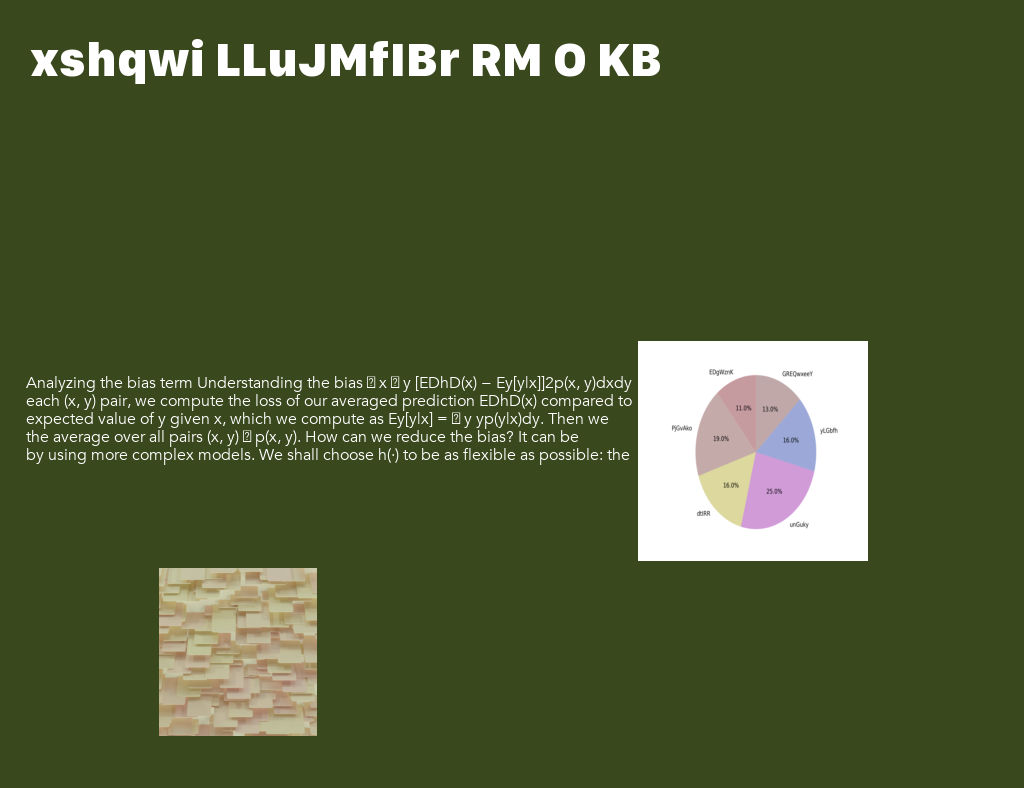 xshqwi LLuJMfIBr RM O KB
Analyzing the bias term Understanding the bias x y [EDhD(x) − Ey[y|x]]2p(x, y)dxdy
each (x, y) pair, we compute the loss of our averaged prediction EDhD(x) compared to
expected value of y given x, which we compute as Ey[y|x] = y yp(y|x)dy. Then we
the average over all pairs (x, y) p(x, y). How can we reduce the bias? It can be
by using more complex models. We shall choose h(·) to be as flexible as possible: the
EDgWznK
GREQwxeeY
11.0%
13.0%
PJGvAko
yLGbfh
19.0%
16.0%
16.0%
25.0%
dtIRR
unGuky